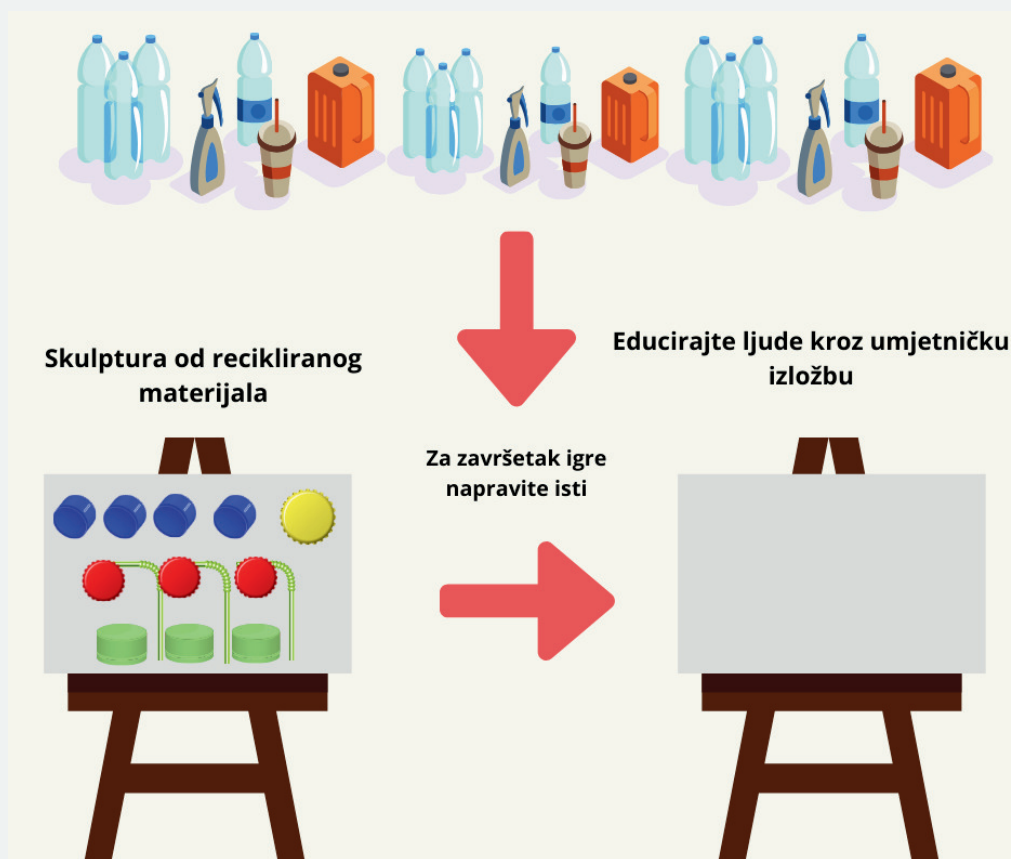 Skulptura od recikliranog
materijala
Educirajte ljude kroz umjetničku
izložbu
Za završetak igre
napravite isti